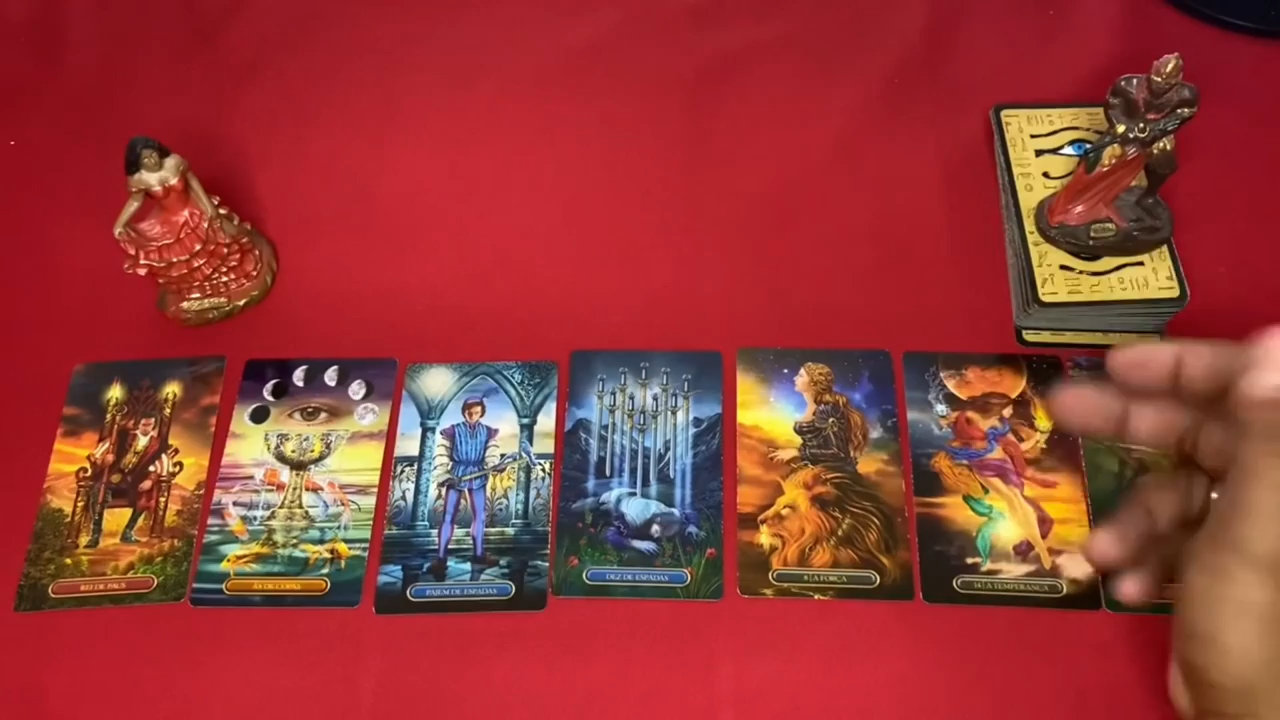 REI DE PAUS
ÁS DE COPAS
PAJEM DE ESPADAS
DEZ DE ESPADAS
8 | A FORÇA
14 | A TEMPERANÇA